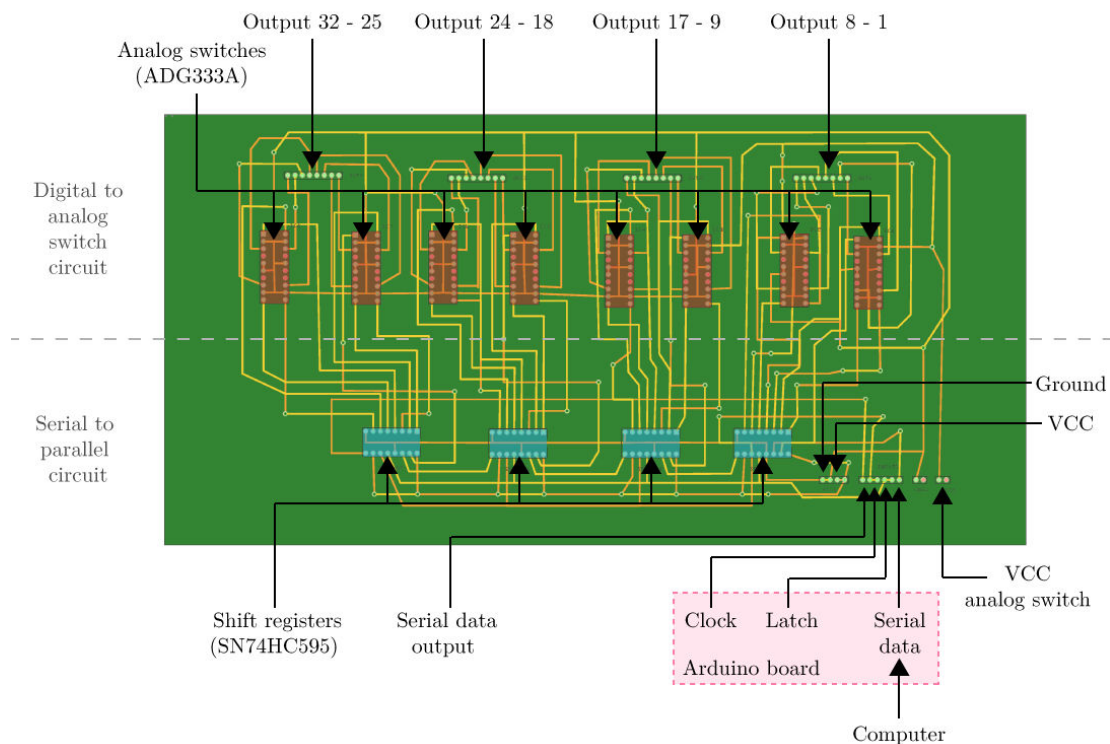 Output 32 - 25
Output 24 - 18
Output 17 - 9
Output 8 - 1
Analog switches
(ADG333A)
Digital to
analog
switch
circuit
Serial to
parallel
circuit
Ground
VCC
VCC
analog switch
Shift registers
(SN74HC595)
Serial data
output
Clock
Latch
Serial
data
Arduino board
Computer